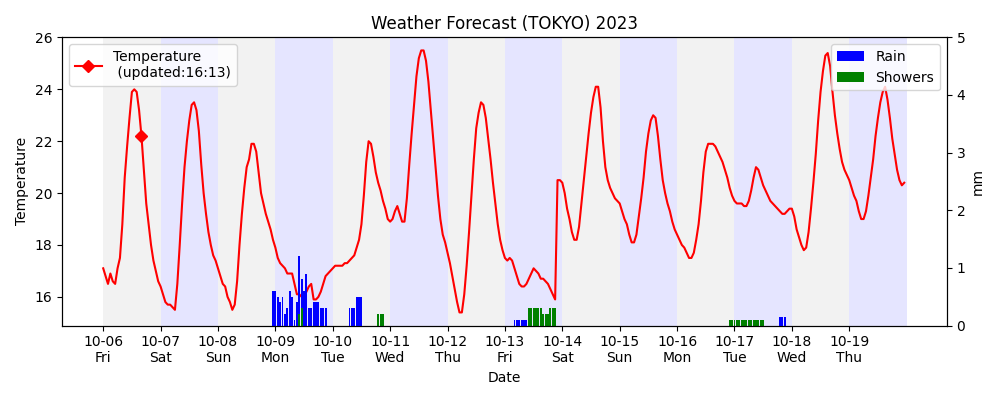 Weather Forecast (TOKYO) 2023
Temperature
(updated:16:13)
Rain
Showers
26
24
22
20
18
16
Temperature
5
4
3
2
1
0
mm
10-06 10-07 10-08 10-09 10-10 10-11 10-12 10-13 10-14 10-15 10-16 10-17 10-18 10-19
Fri Sat Sun Mon Tue Wed Thu Fri Sat Sun Mon Tue Wed Thu
Date